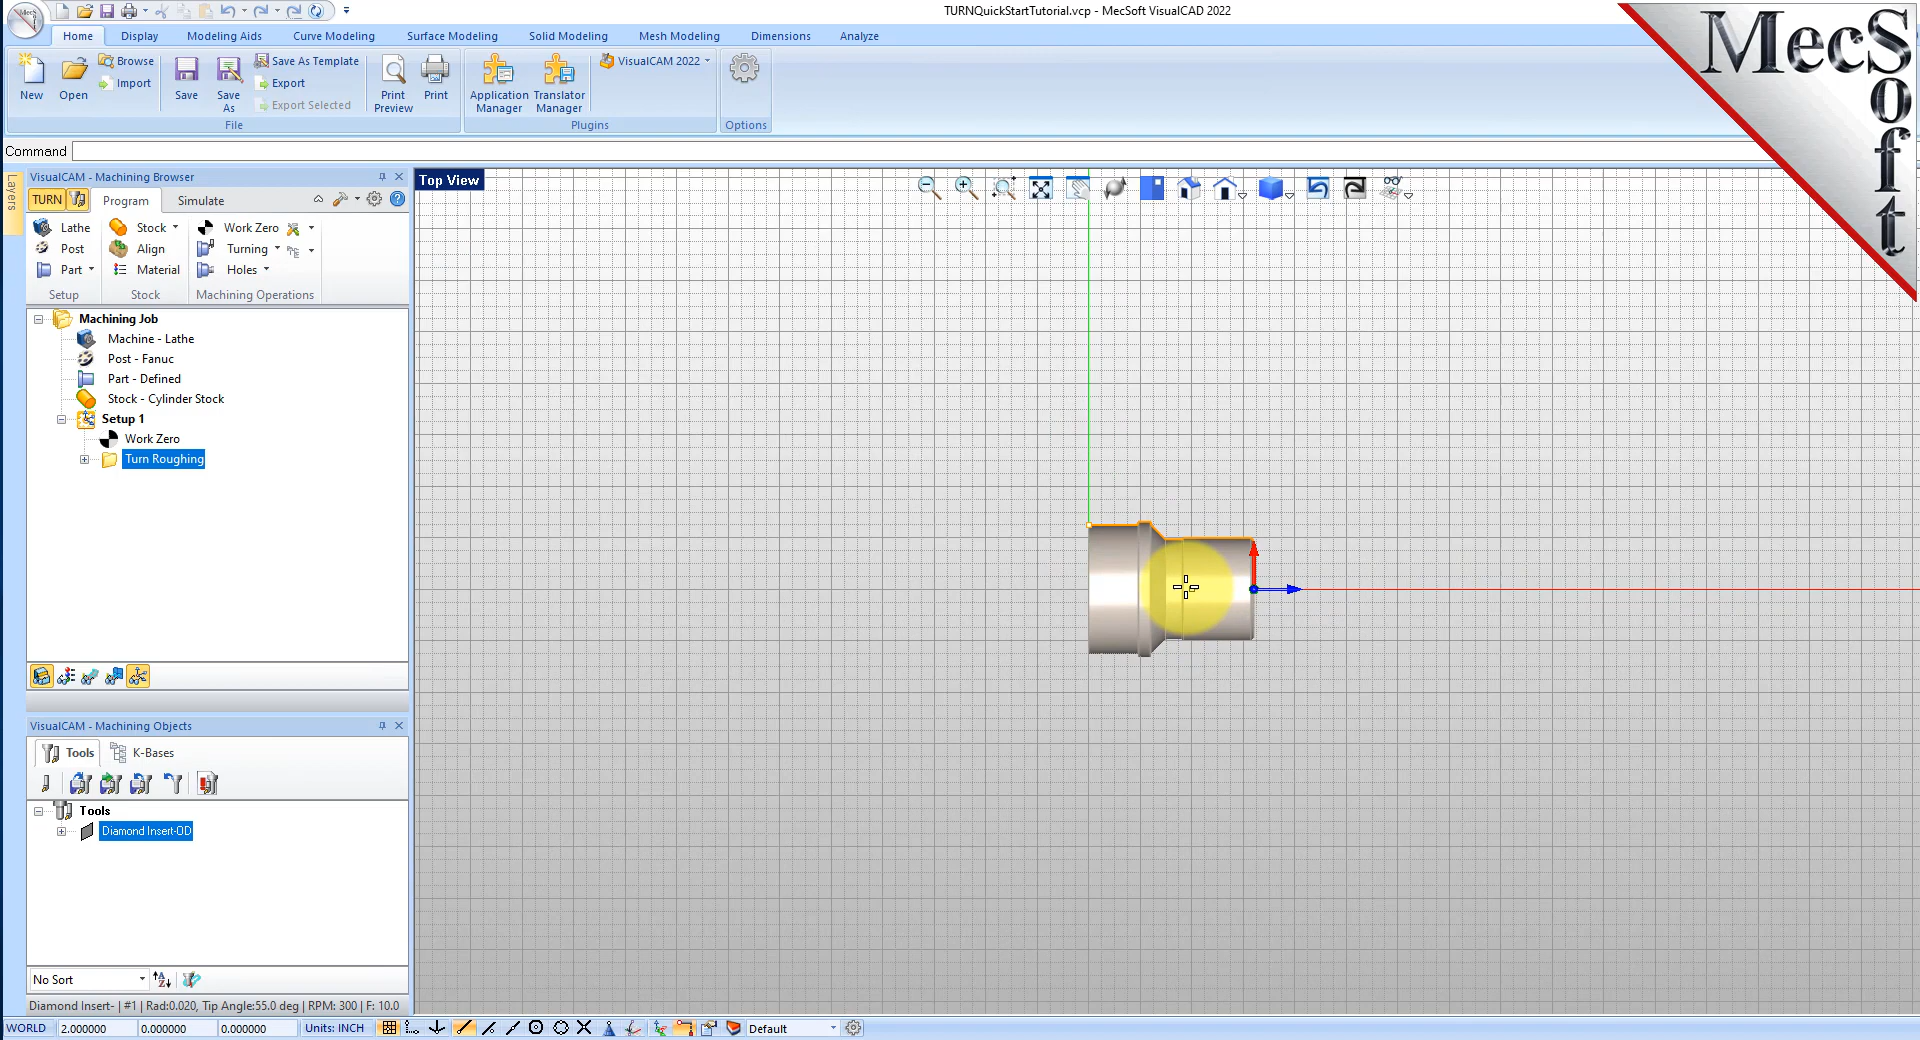 TURNQuickStartTutorial.vcp - MecSoft VisualCAD 2022
MecSoft
Home Display Modeling Aids Curve Modeling Surface Modeling Solid Modeling Mesh Modeling Dimensions Analyze
New Open Browse Import Save Save As Save As Template Export Export Selected Print Preview Print Application Manager Translator Manager VisualCAM 2022
File Plugins Options
Command
Layers
VisualCAM - Machining Browser
TURN Program Simulate
Lathe Stock Work Zero
Post Align Turning
Part Material Holes
Setup Stock Machining Operations
Machining Job
Machine - Lathe
Post - Fanuc
Part - Defined
Stock - Cylinder Stock
Setup 1
Work Zero
Turn Roughing
Top View
VisualCAM - Machining Objects
Tools K-Bases
Tools
Diamond Insert-OD
No Sort
Diamond Insert- | #1 | Rad:0.020, Tip Angle:55.0 deg | RPM: 300 | F: 10.0
WORLD 2.000000 0.000000 0.000000 Units: INCH Default